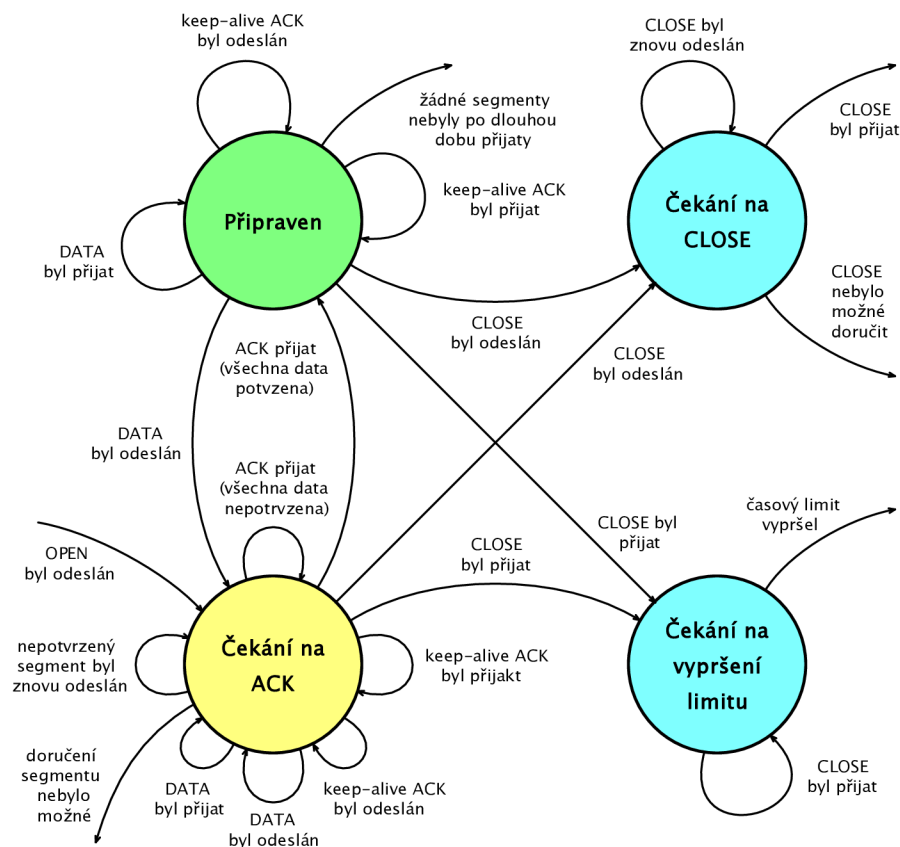 keep-alive ACK
byl odeslán
CLOSE byl
znovu odeslán
žádné segmenty
nebyly po dlouhou
dobu přijaty
CLOSE
byl přijat
keep-alive ACK
byl přijat
Připraven
Čekání na
CLOSE
DATA
byl přijat
CLOSE
nebylo
možné
doručit
CLOSE
byl odeslán
ACK přijat
(všechna data
potvzena)
CLOSE
byl odeslán
DATA
byl odeslán
ACK přijat
(všechna data
nepotrvzena)
časový limit
vypršel
CLOSE byl
přijat
OPEN
byl odeslán
CLOSE
byl přijat
Čekání na
ACK
Čekání na
vypršení
limitu
nepotvrzený
segment byl
znovu odeslán
keep-alive ACK
byl přijakt
doručení
segmentu
nebylo
možné
DATA
byl přijat
DATA
byl odeslán
keep-alive ACK
byl odeslán
CLOSE
byl přijat